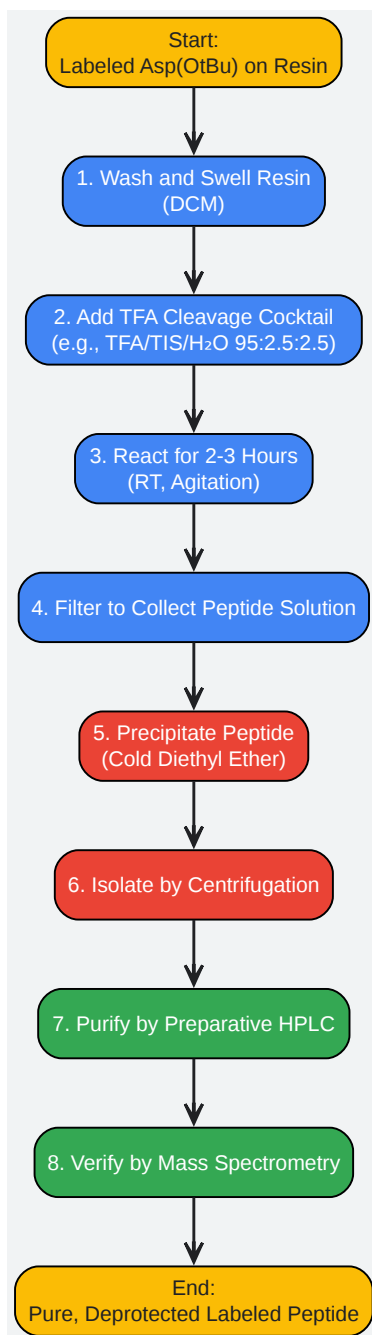 Start:
Labeled Asp(OtBu) on Resin
1. Wash and Swell Resin
(DCM)
2. Add TFA Cleavage Cocktail
(e.g., TFA/TIS/H₂O 95:2.5:2.5)
3. React for 2-3 Hours
(RT, Agitation)
4. Filter to Collect Peptide Solution
5. Precipitate Peptide
(Cold Diethyl Ether)
6. Isolate by Centrifugation
7. Purify by Preparative HPLC
8. Verify by Mass Spectrometry
End:
Pure, Deprotected Labeled Peptide